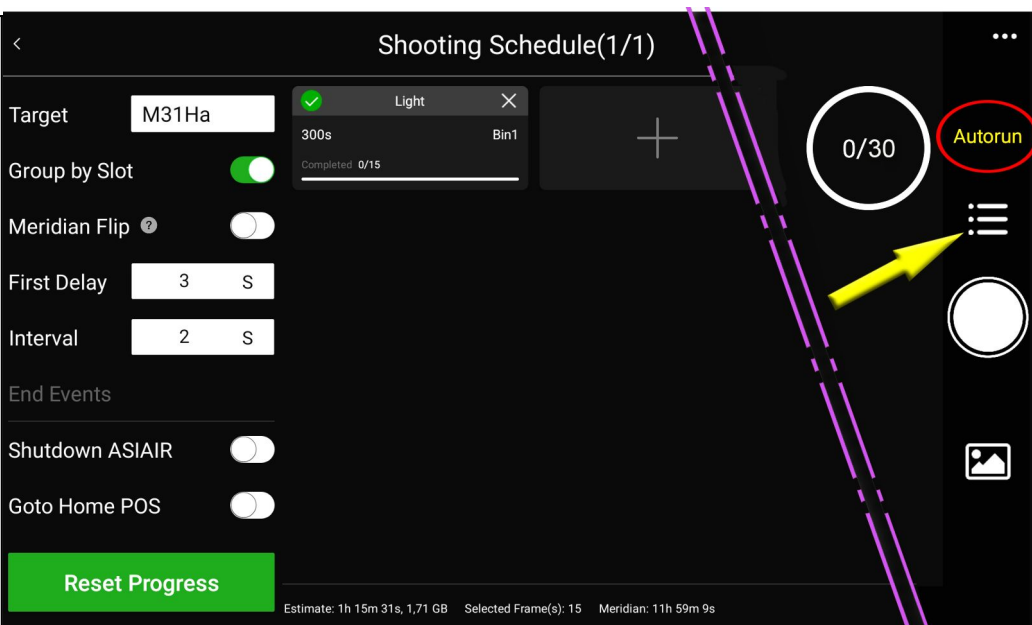 Shooting Schedule(1/1)
Target M31Ha
Group by Slot
Meridian Flip ?
First Delay 3 S
Interval 2 S
End Events
Shutdown ASIAIR
Goto Home POS
Reset Progress
Light
300s Bin1
Completed 0/15
0/30
Autorun
Estimate: 1h 15m 31s, 1,71 GB Selected Frame(s): 15 Meridian: 11h 59m 9s